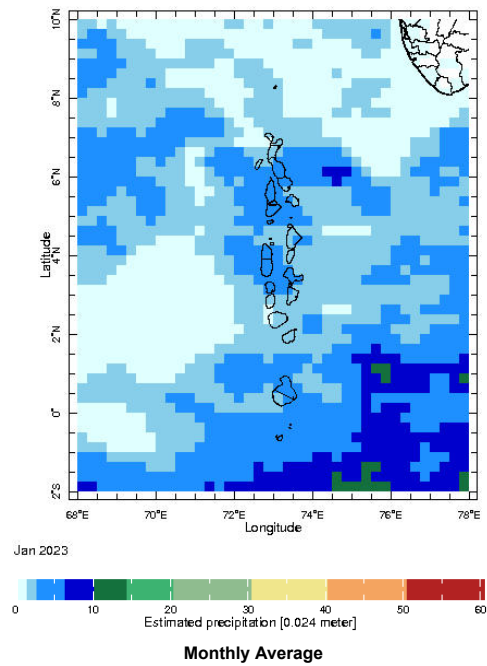 10°N
8°N
6°N
4°N
2°N
0°
2°S
Latitude
68°E 70°E 72°E 74°E 76°E 78°E
Longitude
Jan 2023
0 10 20 30 40 50 60
Estimated precipitation [0.024 meter]
Monthly Average